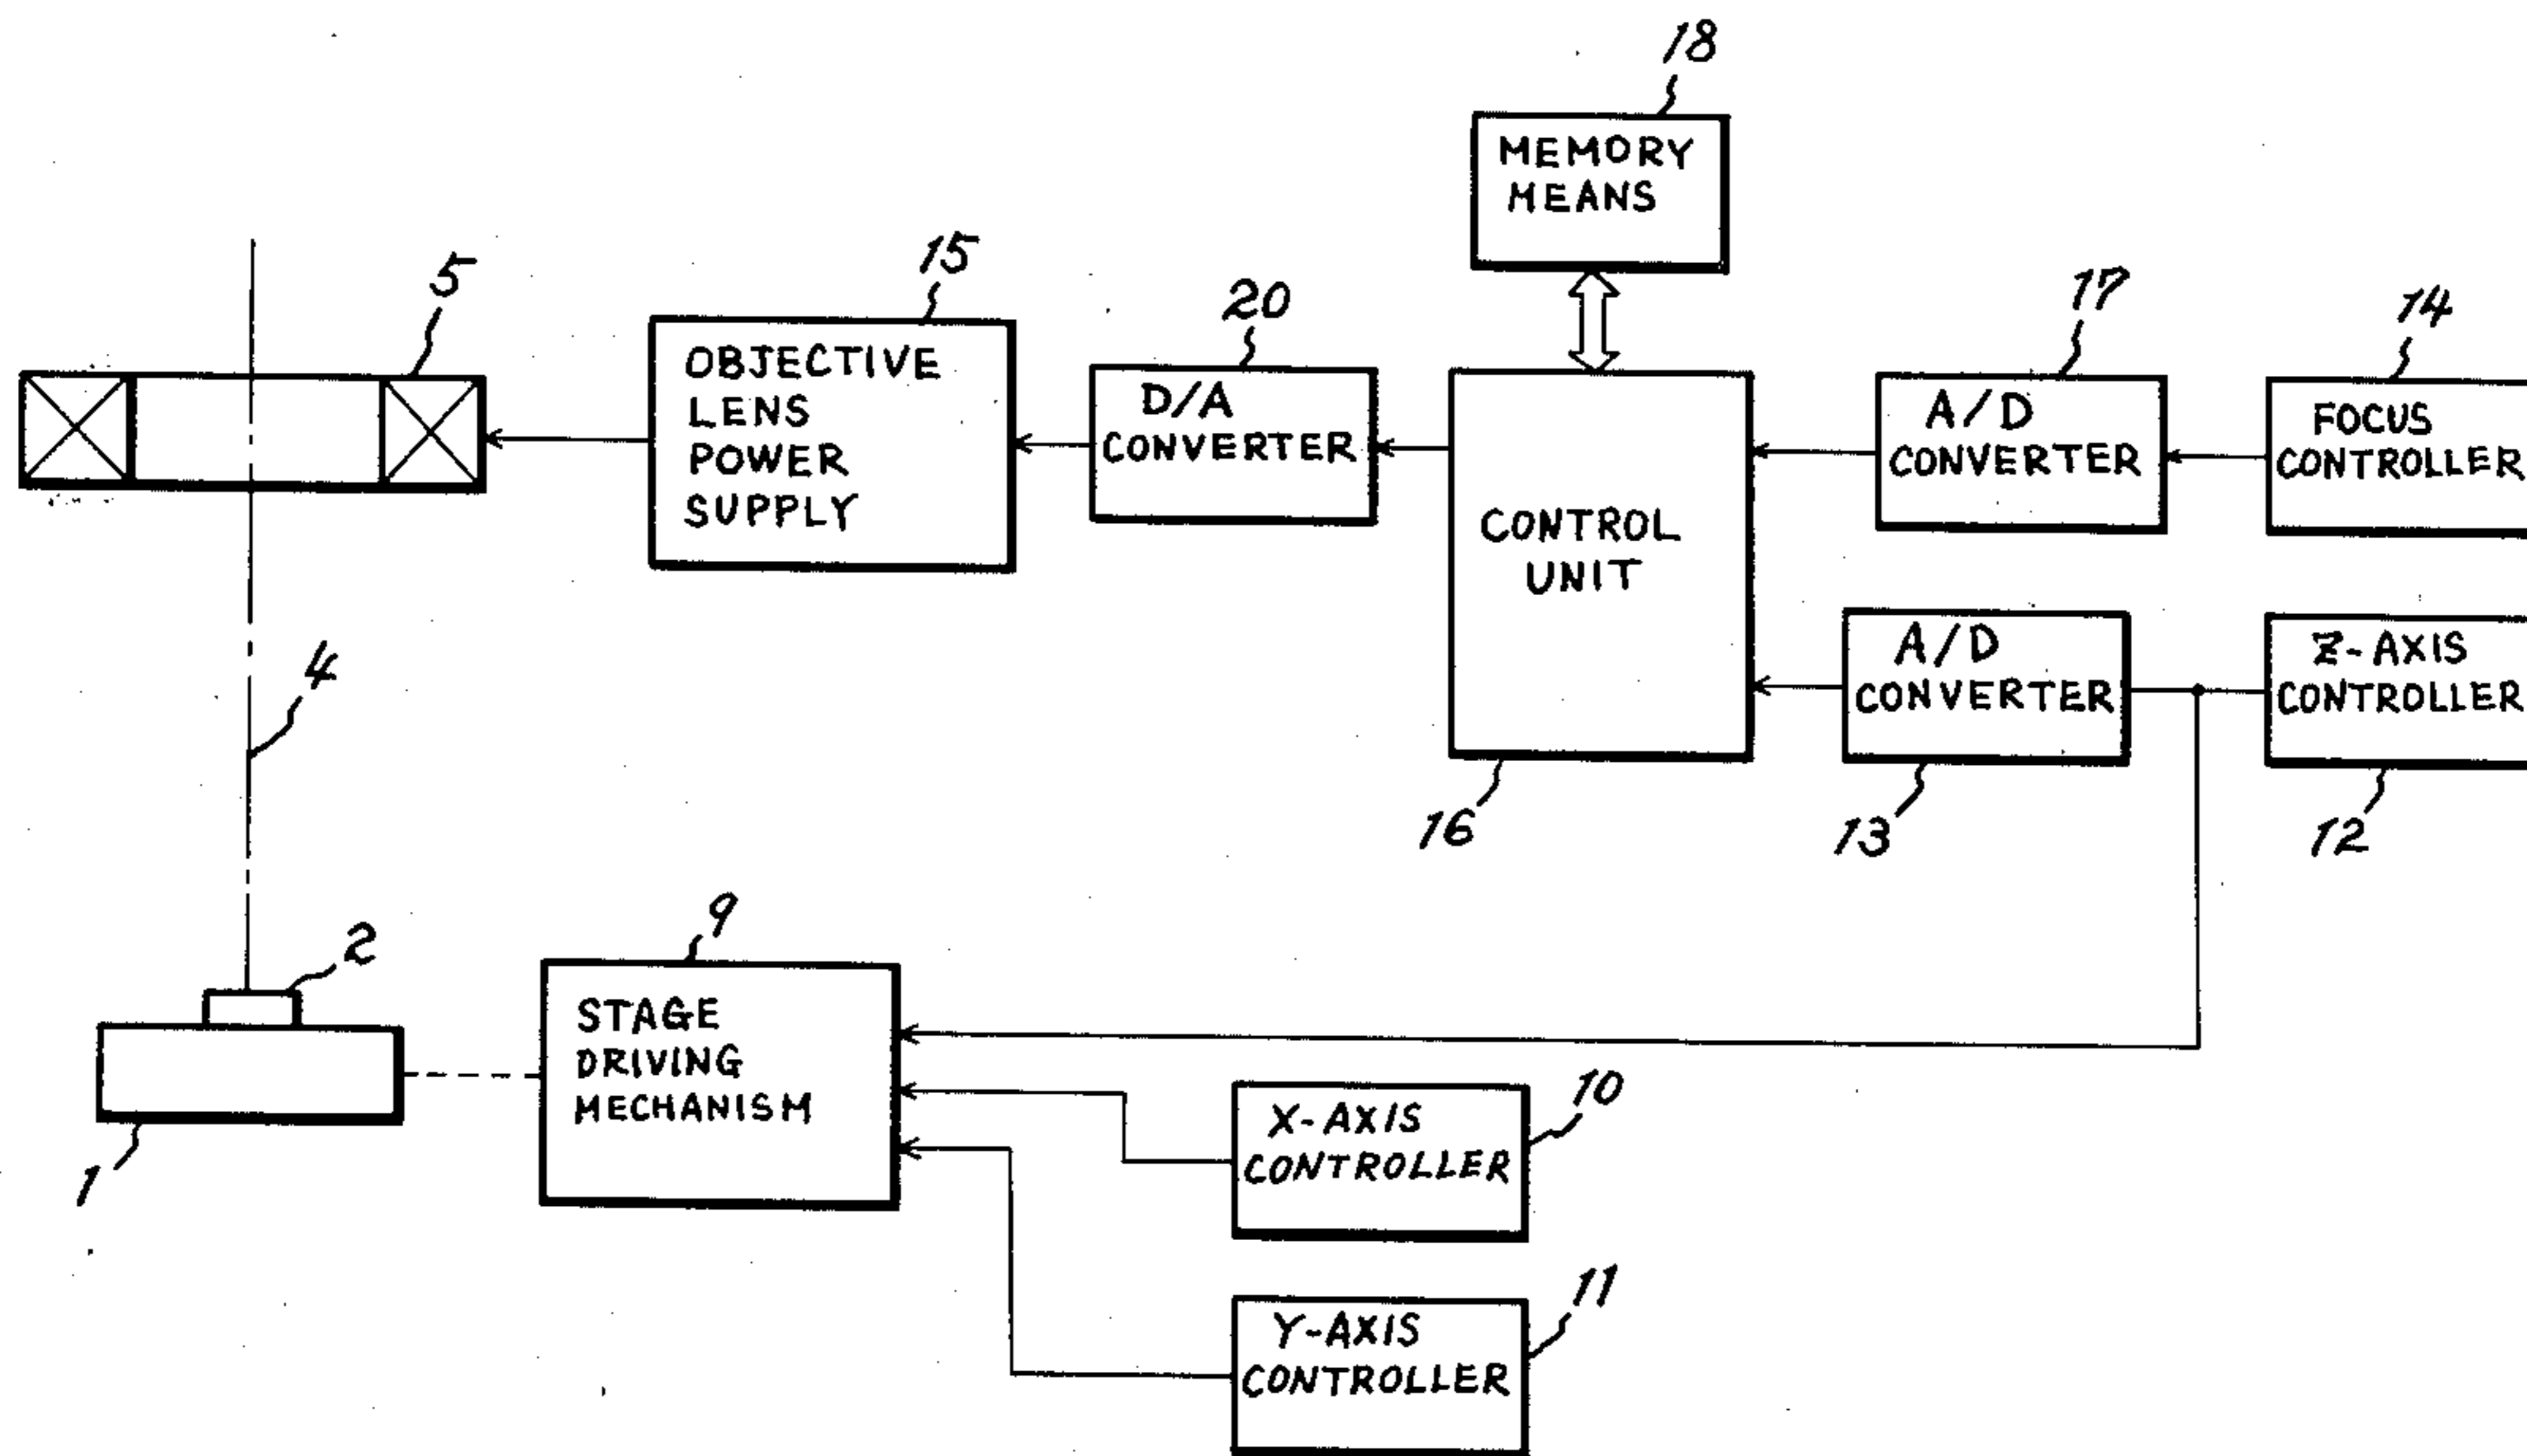 18
MEMORY
MEANS
5
15
20
17
14
OBJECTIVE
LENS
POWER
SUPPLY
D/A
CONVERTER
CONTROL
UNIT
A/D
CONVERTER
FOCUS
CONTROLLER
4
A/D
CONVERTER
Z-AXIS
CONTROLLER
16
13
12
2
9
STAGE
DRIVING
MECHANISM
1
X-AXIS
CONTROLLER
10
Y-AXIS
CONTROLLER
11